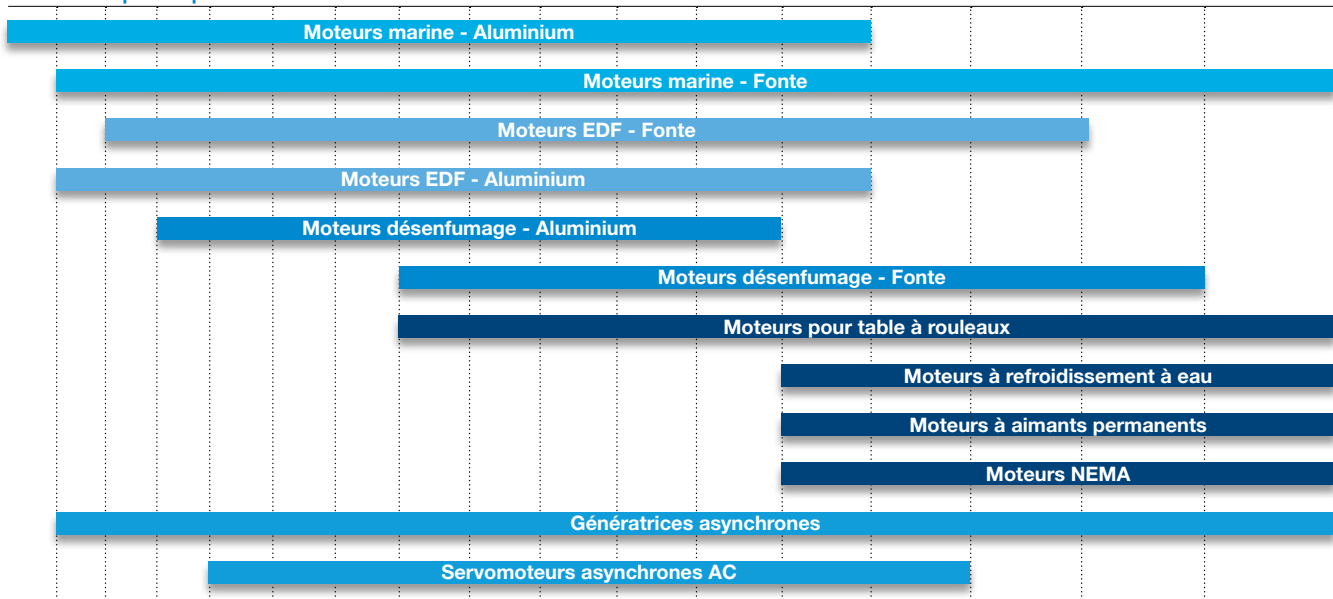 Moteurs marine - Aluminium
Moteurs marine - Fonte
Moteurs EDF - Fonte
Moteurs EDF - Aluminium
Moteurs désenfumage - Aluminium
Moteurs désenfumage - Fonte
Moteurs pour table à rouleaux
Moteurs à refroidissement à eau
Moteurs à aimants permanents
Moteurs NEMA
Génératrices asynchrones
Servomoteurs asynchrones AC